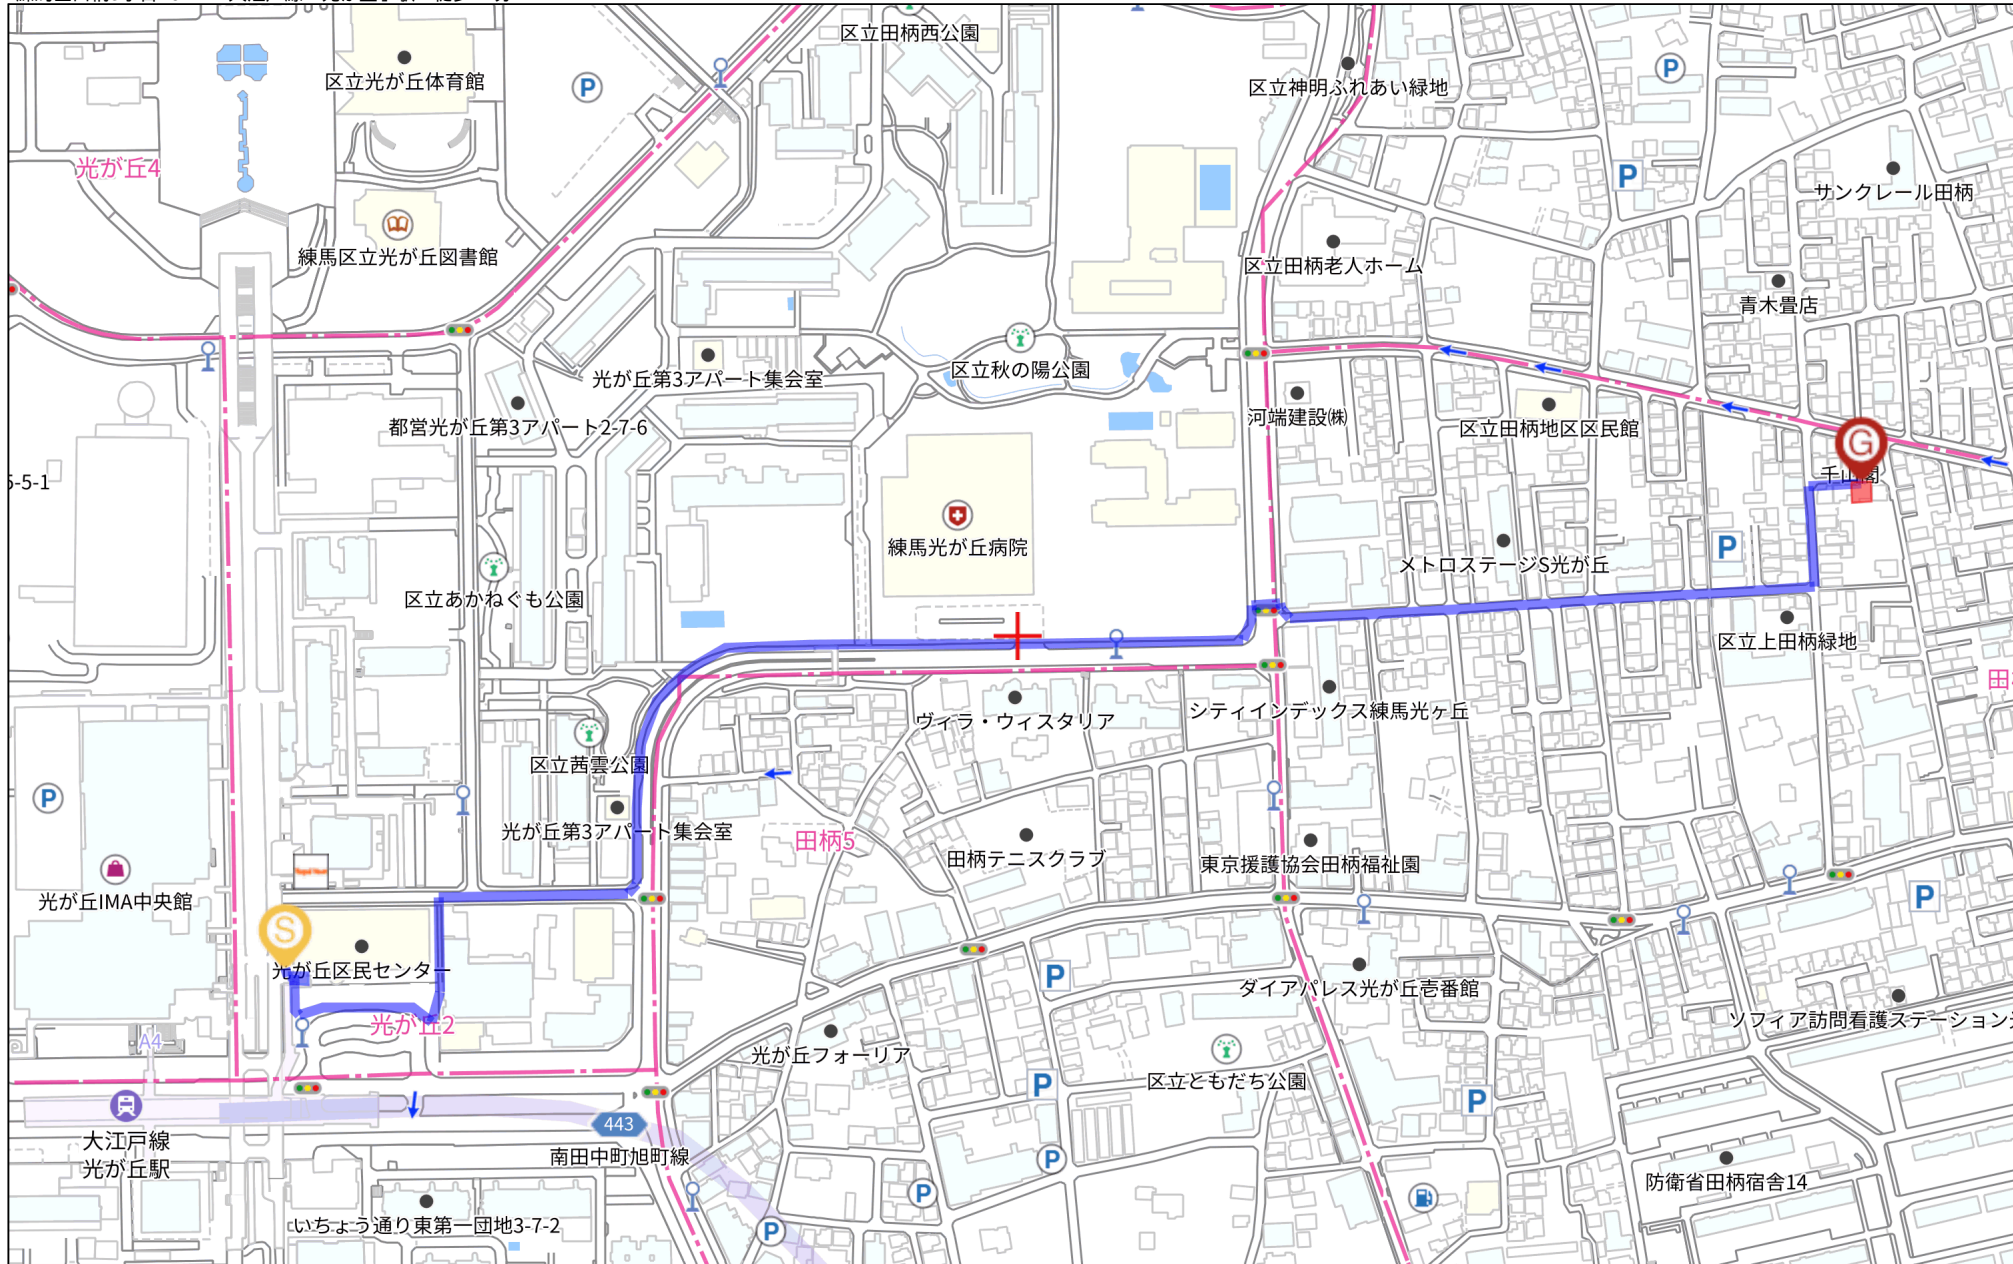 区立田柄西公園
区立光が丘体育館
P
区立神明ふれあい緑地
P
光が丘4
P
サンクレール田柄
練馬区立光が丘図書館
区立田柄老人ホーム
青木畳店
光が丘第3アパート集会室
区立秋の陽公園
都営光が丘第3アパート2-7-6
河端建設㈱
区立田柄地区区民館
G
千山閣
5-5-1
練馬光が丘病院
P
メトロステージS光が丘
区立あかねぐも公園
区立上田柄緑地
田
ヴィラ・ウィスタリア
シティインデックス練馬光ヶ丘
区立茜雲公園
P
光が丘第3アパート集会室
田柄5
田柄テニスクラブ
東京援護協会田柄福祉園
光が丘IMA中央館
P
S
光が丘区民センター
P
ダイアパレス光が丘壱番館
光が丘2
ソフィア訪問看護ステーション
A4
光が丘フォーリア
区立ともだち公園
P
P
443
大江戸線
光が丘駅
南田中町旭町線
P
防衛省田柄宿舎14
P
いちょう通り東第一団地3-7-2
P